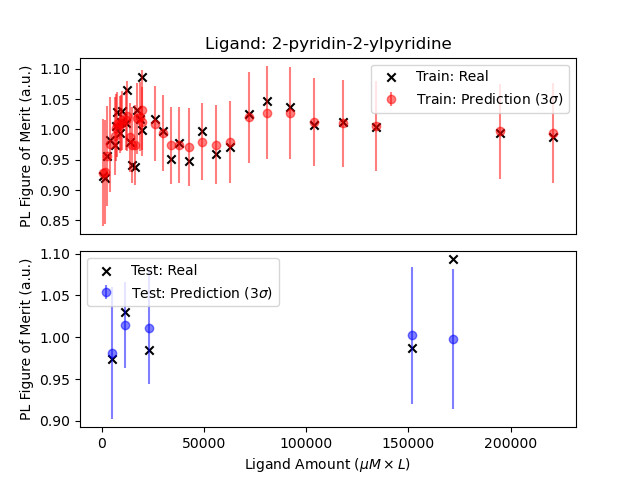 Ligand: 2-pyridin-2-ylpyridine
PL Figure of Merit (a.u.)
1.10
1.05
1.00
0.95
0.90
0.85
Train: Real
Train: Prediction (3σ)
PL Figure of Merit (a.u.)
1.10
1.05
1.00
0.95
0.90
Test: Real
Test: Prediction (3σ)
0 50000 100000 150000 200000
Ligand Amount (μM × L)